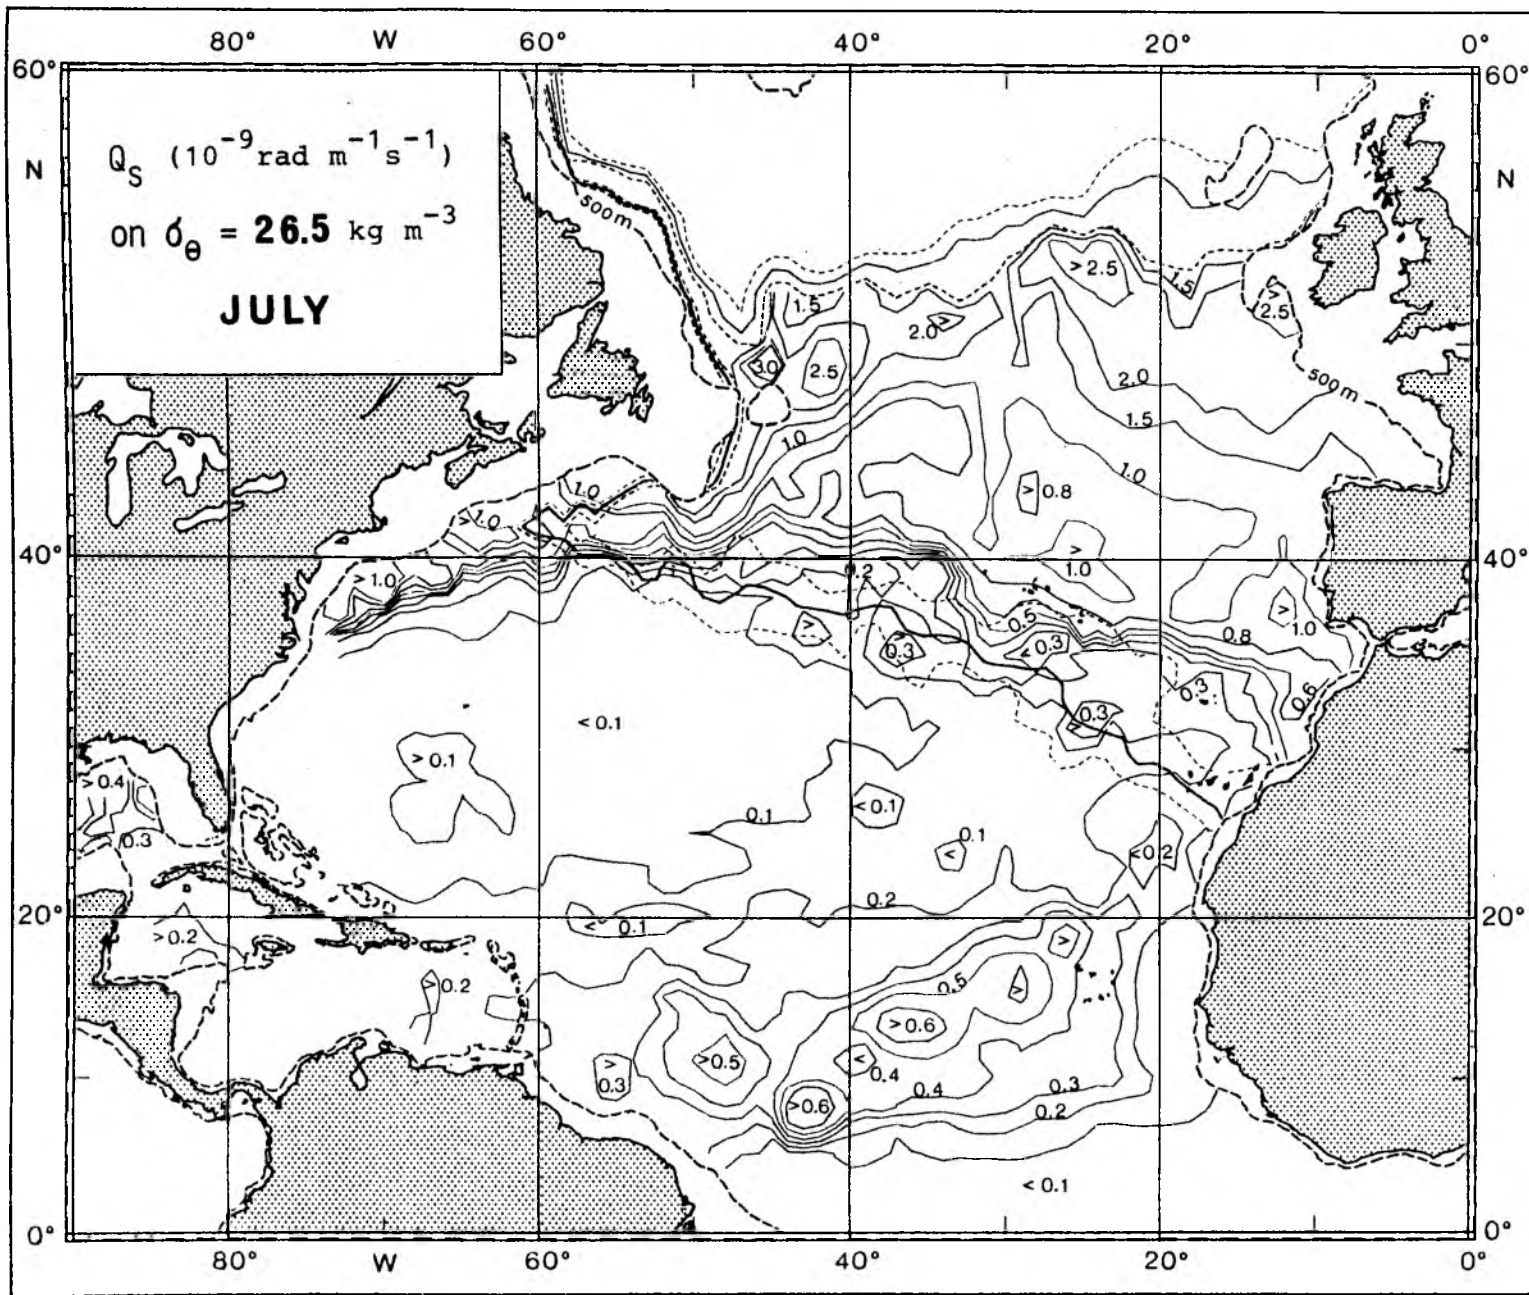 80° W 60° 40° 20° 0°
60° 60°
Q_S (10⁻⁹ rad m⁻¹ s⁻¹)
on σ_θ = 26.5 kg m⁻³
JULY
N N
500m
> 2.5
1.5 1.5
2.0 > > 2.5
3.0 2.5
2.0 500m
1.5
1.0 1.0
1.0 > 0.8
> 1.0
40° 40°
> 1.0 0.2 > 1.0
> 0.5 0.8 > 1.0
> 0.3 < 0.3
0.3 0.6
0.3 >
< 0.1
> 0.1
> 0.4
0.1 < 0.1
0.3 0.1
< < 0.2
0.2
20° 20°
< 0.1
> 0.2 >
> 0.2 0.5 >
> 0.6
> 0.5 <
> 0.3 0.4 0.4 0.3
> 0.6 0.2
< 0.1
0° 0°
80° W 60° 40° 20° 0°